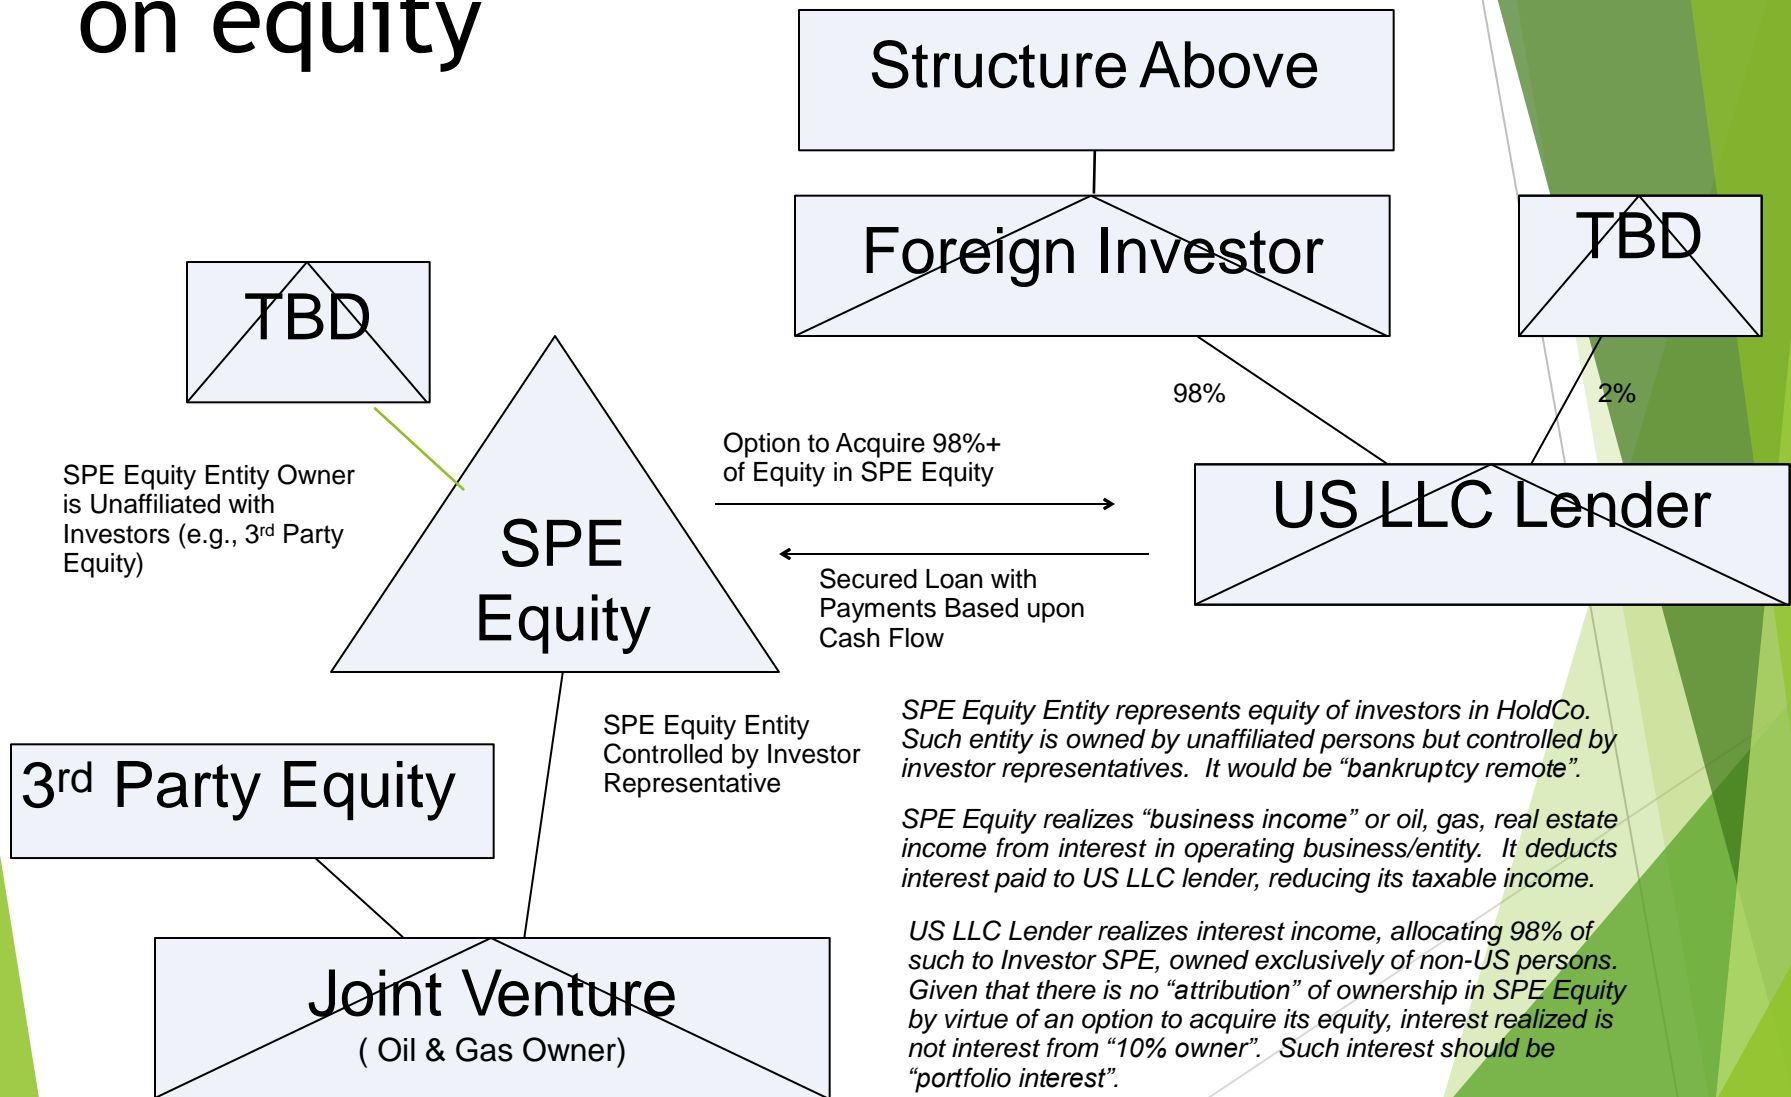 on equity
Structure Above
Foreign Investor
TBD
TBD
98%
2%
Option to Acquire 98%+
of Equity in SPE Equity
SPE Equity Entity Owner
is Unaffiliated with
Investors (e.g., 3rd Party
Equity)
US LLC Lender
SPE
Equity
Secured Loan with
Payments Based upon
Cash Flow
SPE Equity Entity
Controlled by Investor
Representative
3rd Party Equity
SPE Equity Entity represents equity of investors in HoldCo.
Such entity is owned by unaffiliated persons but controlled by
investor representatives.  It would be “bankruptcy remote”.
SPE Equity realizes “business income” or oil, gas, real estate
income from interest in operating business/entity.  It deducts
interest paid to US LLC lender, reducing its taxable income.
US LLC Lender realizes interest income, allocating 98% of
such to Investor SPE, owned exclusively of non-US persons.
Given that there is no “attribution” of ownership in SPE Equity
by virtue of an option to acquire its equity, interest realized is
not interest from “10% owner”.  Such interest should be
“portfolio interest”.
Joint Venture
( Oil & Gas Owner)